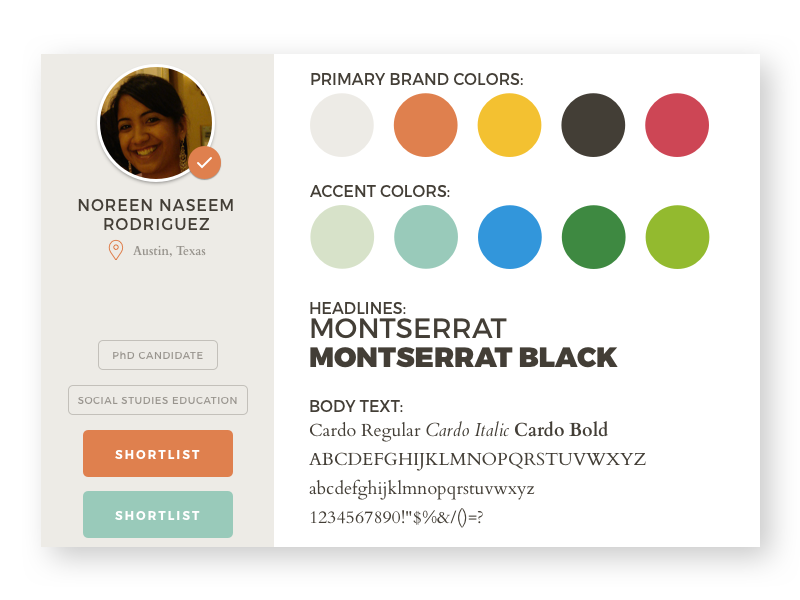 NOREEN NASEEM
RODRIGUEZ
Austin, Texas
PhD CANDIDATE
SOCIAL STUDIES EDUCATION
SHORTLIST
SHORTLIST
PRIMARY BRAND COLORS:
ACCENT COLORS:
HEADLINES:
MONTSERRAT
MONTSERRAT BLACK
BODY TEXT:
Cardo Regular Cardo Italic Cardo Bold
ABCDEFGHIJKLMNOPQRSTUVWXYZ
abcdefghijklmnopqrstuvwxyz
1234567890!"$%&/()=?